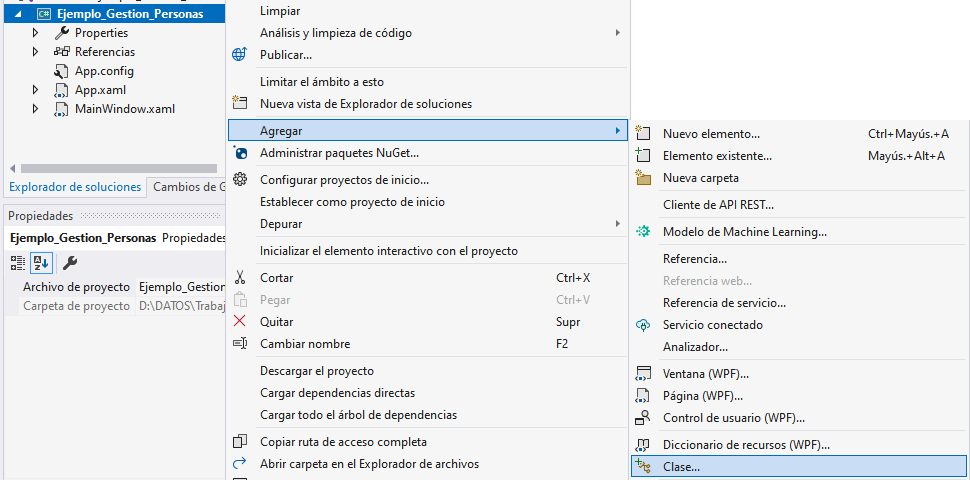 Ejemplo_Gestion_Personas
Properties
Referencias
App.config
App.xaml
MainWindow.xaml
Explorador de soluciones
Cambios de G
Propiedades
Ejemplo_Gestion_Personas Propiedades
Archivo de proyecto Ejemplo_Gestion
Carpeta de proyecto D:\DATOS\Trabaj
Limpiar
Análisis y limpieza de código
Publicar...
Limitar el ámbito a esto
Nueva vista de Explorador de soluciones
Agregar
Administrar paquetes NuGet...
Configurar proyectos de inicio...
Establecer como proyecto de inicio
Depurar
Inicializar el elemento interactivo con el proyecto
Cortar Ctrl+X
Pegar Ctrl+V
Quitar Supr
Cambiar nombre F2
Descargar el proyecto
Cargar dependencias directas
Cargar todo el árbol de dependencias
Copiar ruta de acceso completa
Abrir carpeta en el Explorador de archivos
Nuevo elemento... Ctrl+Mayús.+A
Elemento existente... Mayús.+Alt+A
Nueva carpeta
Cliente de API REST...
Modelo de Machine Learning...
Referencia...
Referencia web...
Referencia de servicio...
Servicio conectado
Analizador...
Ventana (WPF)...
Página (WPF)...
Control de usuario (WPF)...
Diccionario de recursos (WPF)...
Clase...